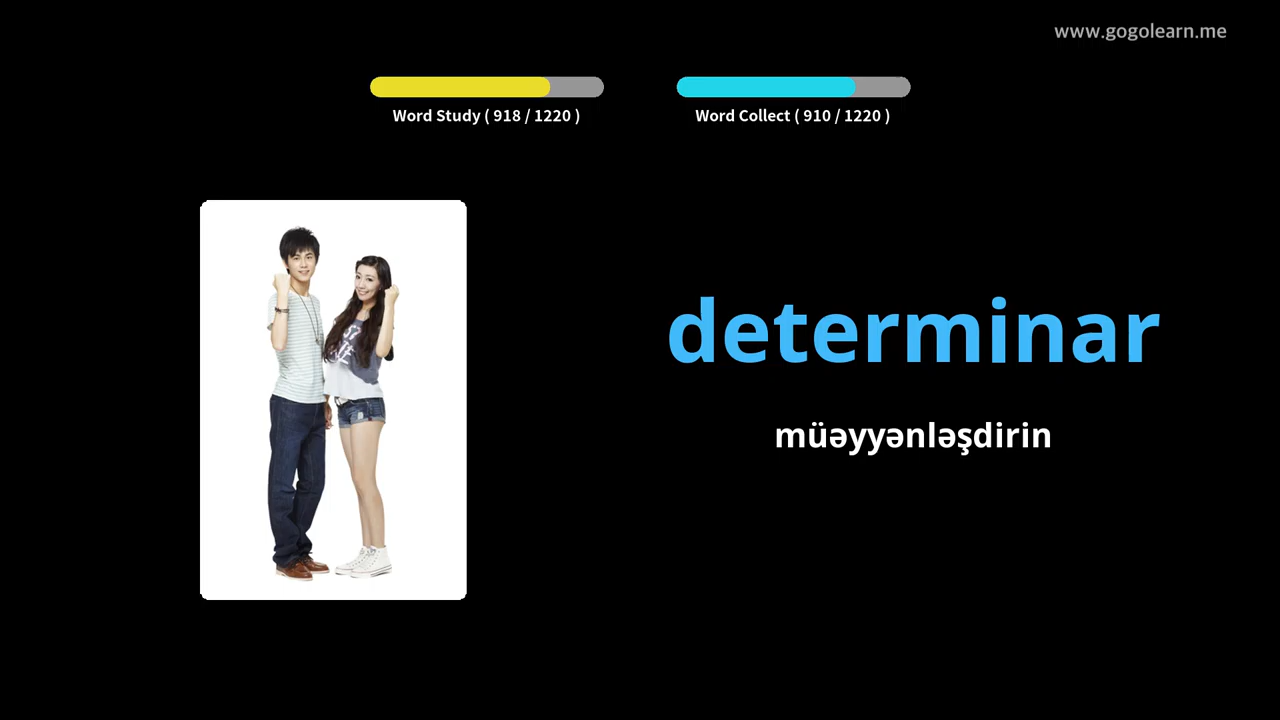 www.gogolearn.me
Word Study ( 918 / 1220 )
Word Collect ( 910 / 1220 )
determinar
müəyyənləşdirin